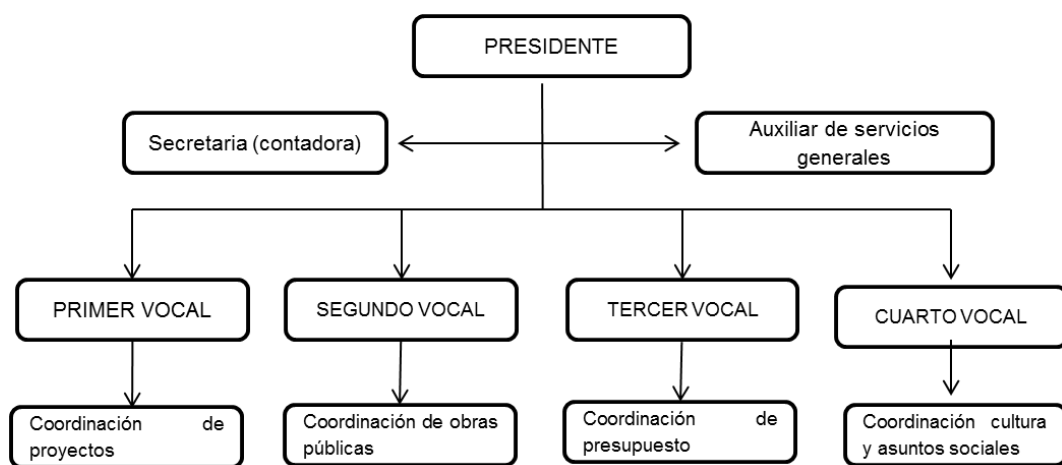 PRESIDENTE
Secretaria (contadora)
Auxiliar de servicios
generales
PRIMER VOCAL
SEGUNDO VOCAL
TERCER VOCAL
CUARTO VOCAL
Coordinación de
proyectos
Coordinación de obras
públicas
Coordinación de
presupuesto
Coordinación cultura
y asuntos sociales